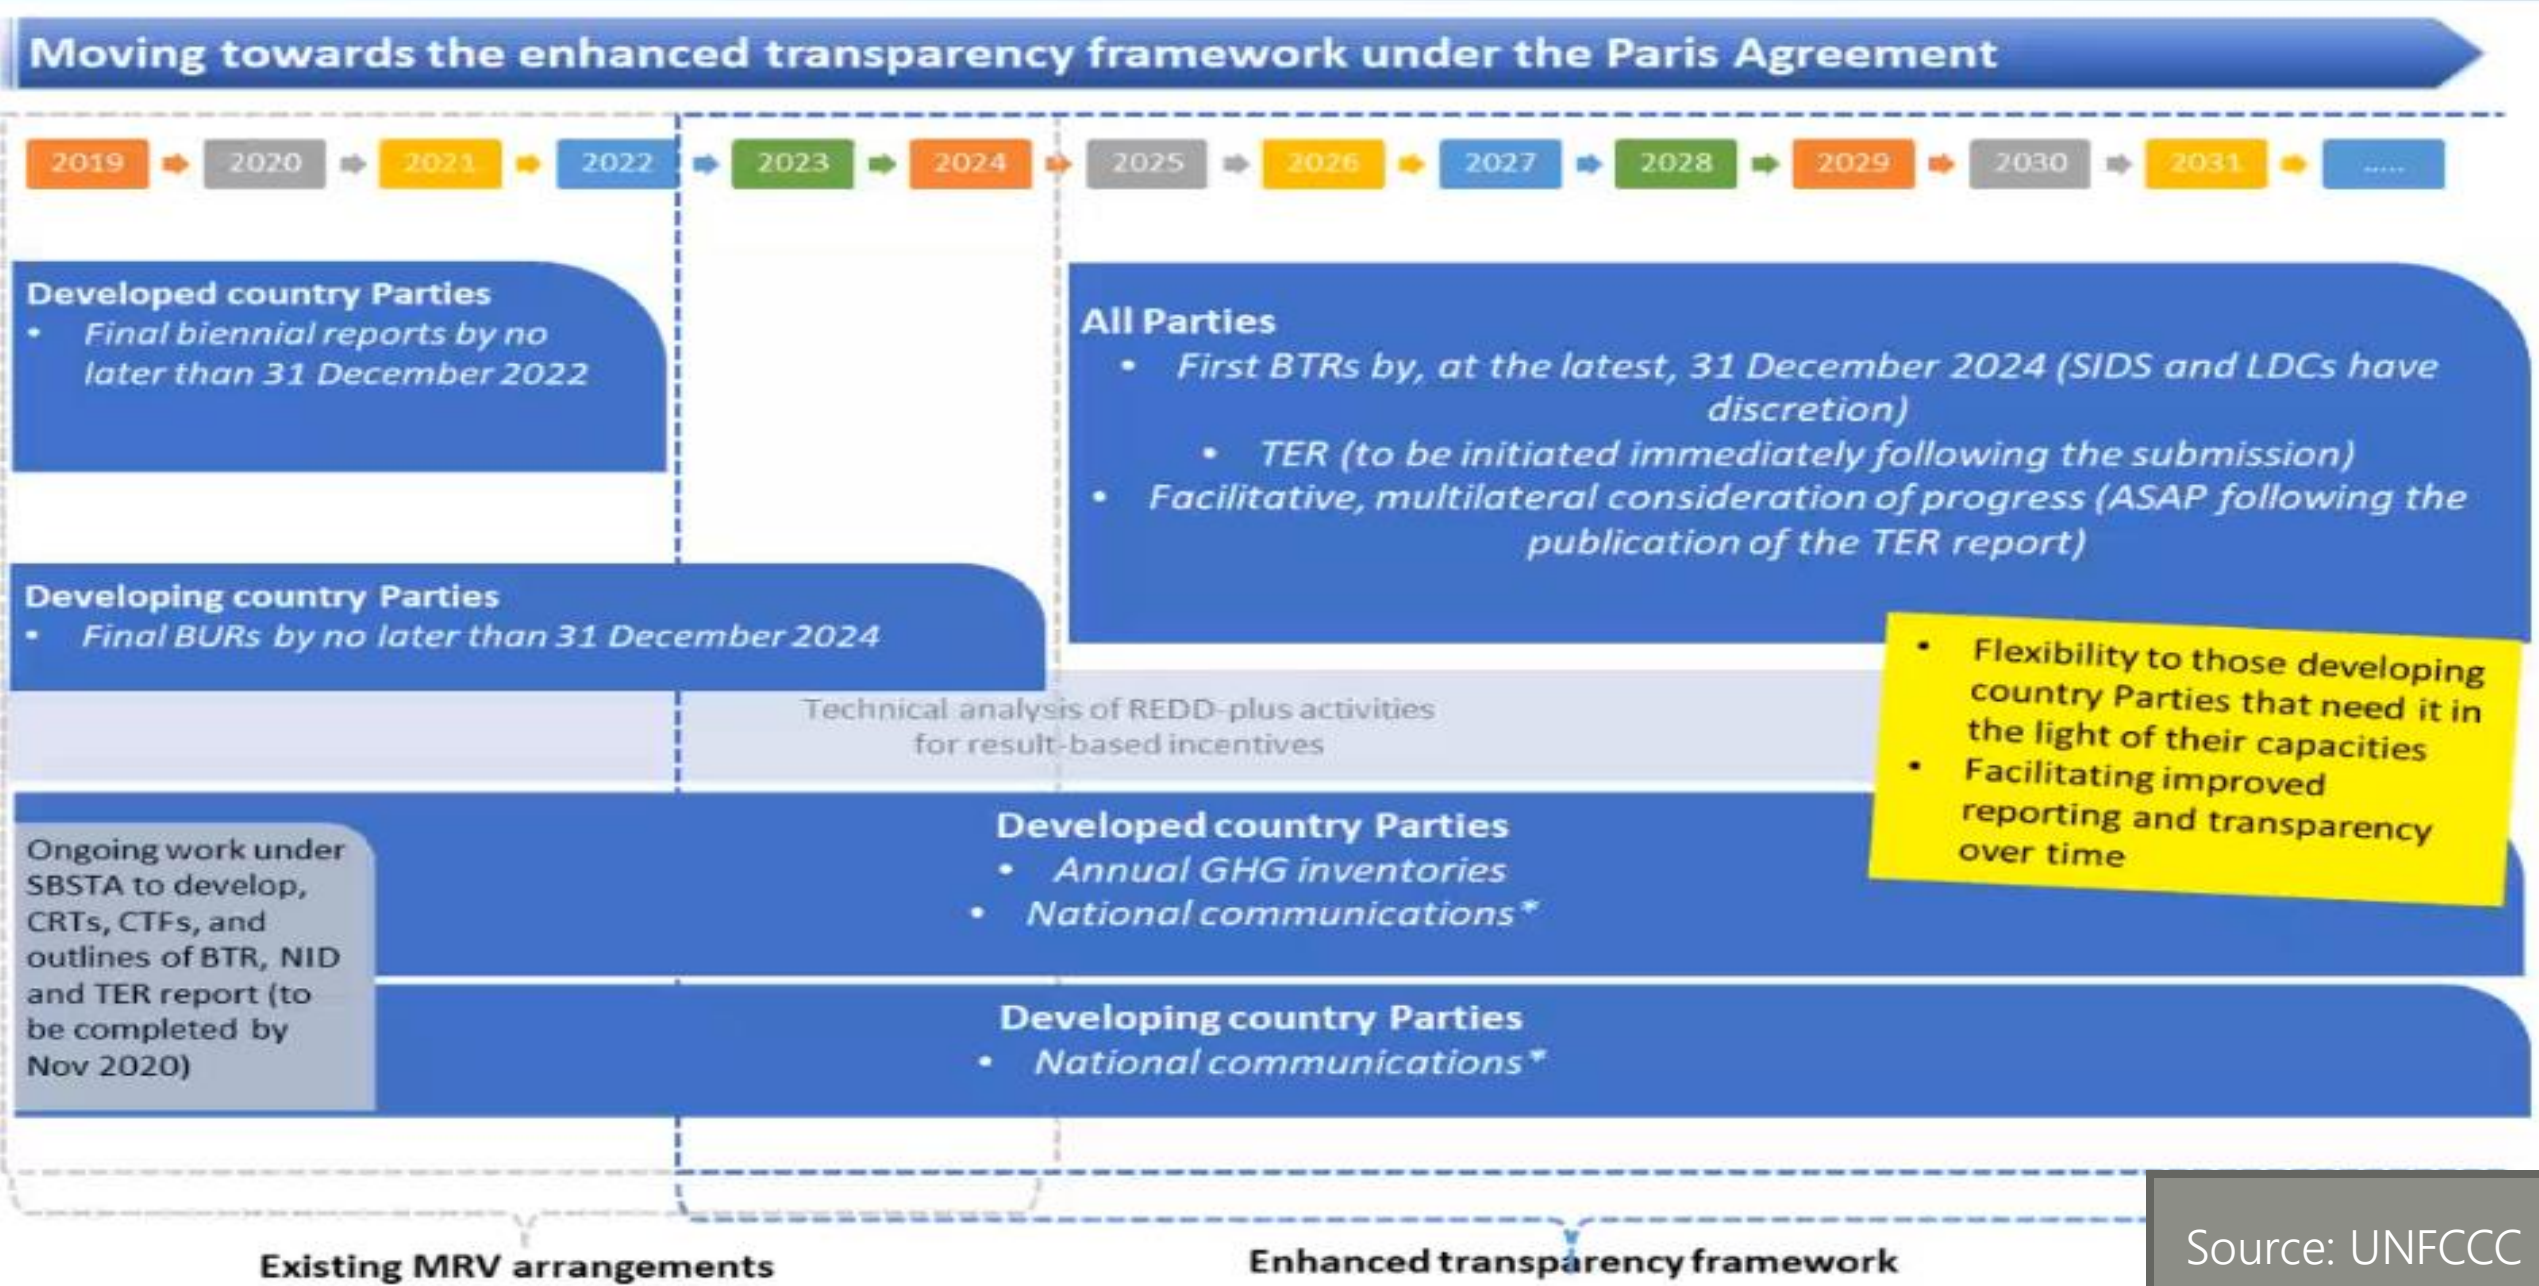 Moving towards the enhanced transparency framework under the Paris Agreement
2019 2020 2021 2022 2023 2024 2025 2026 2027 2028 2029 2030 2031 .....
Developed country Parties
• Final biennial reports by no
later than 31 December 2022
All Parties
• First BTRs by, at the latest, 31 December 2024 (SIDS and LDCs have
discretion)
• TER (to be initiated immediately following the submission)
• Facilitative, multilateral consideration of progress (ASAP following the
publication of the TER report)
Developing country Parties
• Final BURs by no later than 31 December 2024
• Flexibility to those developing
country Parties that need it in
the light of their capacities
• Facilitating improved
reporting and transparency
over time
Technical analysis of REDD-plus activities
for result-based incentives
Developed country Parties
• Annual GHG inventories
• National communications*
Ongoing work under
SBSTA to develop,
CRTs, CTFs, and
outlines of BTR, NID
and TER report (to
be completed by
Nov 2020)
Developing country Parties
• National communications*
Existing MRV arrangements
Enhanced transparency framework
Source: UNFCCC